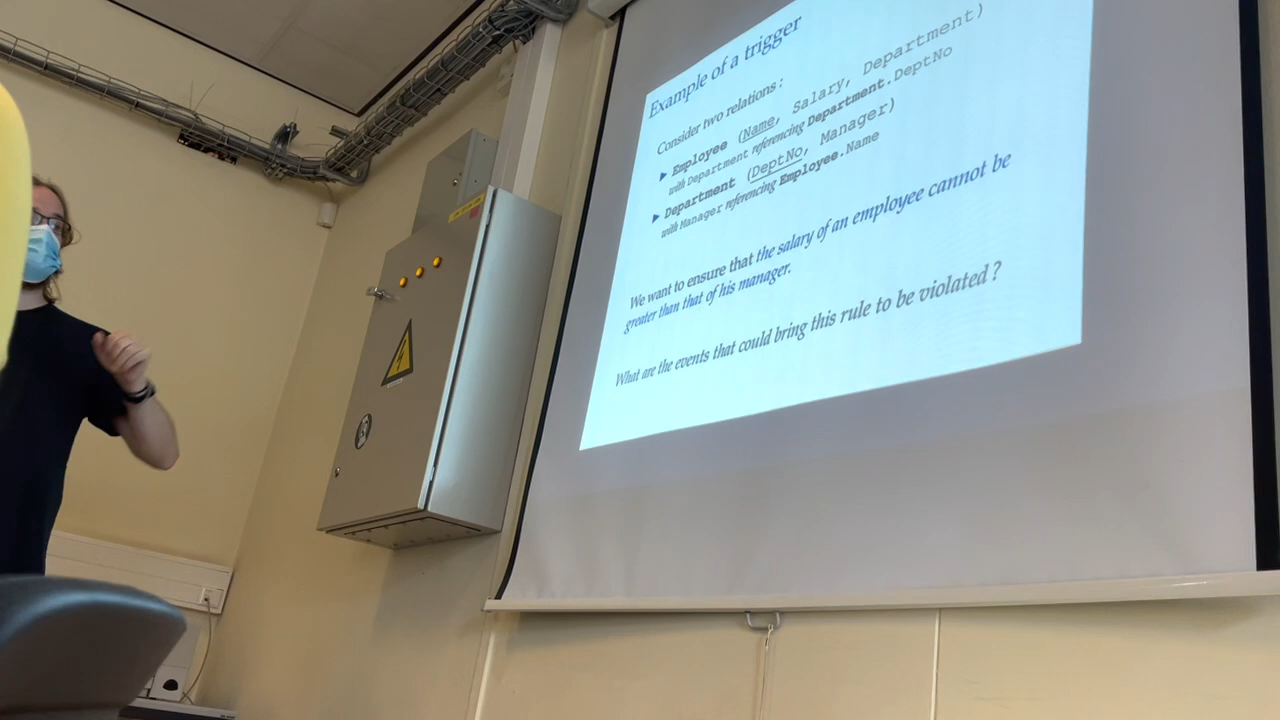 Example of a trigger
Consider two relations :
▶ Employee (Name, Salary, Department)
with Department referencing Department.DeptNo
▶ Department (DeptNo, Manager)
with Manager referencing Employee.Name
We want to ensure that the salary of an employee cannot be
greater than that of his manager.
What are the events that could bring this rule to be violated ?